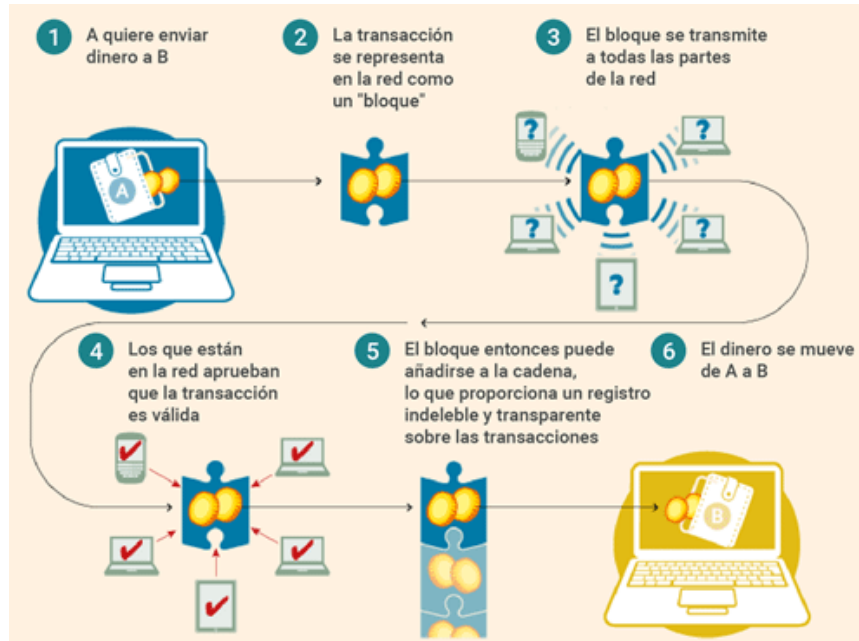 1
A quiere enviar
dinero a B
2
La transacción
se representa
en la red como
un "bloque"
3
El bloque se transmite
a todas las partes
de la red
A
?
?
?
?
?
4
Los que están
en la red aprueban
que la transacción
es válida
5
El bloque entonces puede
añadirse a la cadena,
lo que proporciona un registro
indeleble y transparente
sobre las transacciones
6
El dinero se mueve
de A a B
B